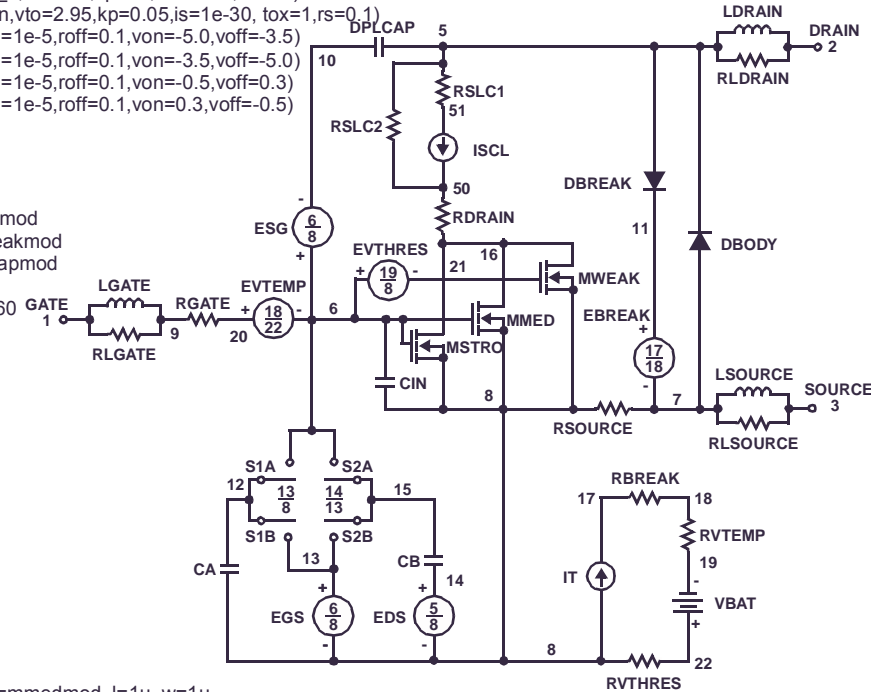 n,vto=2.95,kp=0.05,is=1e-30, tox=1,rs=0.1)
=1e-5,roff=0.1,von=-5.0,voff=-3.5)
=1e-5,roff=0.1,von=-3.5,voff=-5.0)
=1e-5,roff=0.1,von=-0.5,voff=0.3)
=1e-5,roff=0.1,von=0.3,voff=-0.5)
DPLCAP
5
10
LDRAIN
DRAIN
2
RLDRAIN
RSLC1
51
RSLC2
ISCL
50
RDRAIN
DBREAK
11
DBODY
mod
eakmod
apmod
60
-
ESG
6
8
+
EVTHRES
+
19
8
-
21
16
MWEAK
MMED
MSTRO
EBREAK
+
17
18
-
LGATE
GATE
1
RLGATE
9
RGATE
20
EVTEMP
+
18
22
-
6
CIN
8
RSOURCE
7
LSOURCE
SOURCE
3
RLSOURCE
S1A
S2A
12
13
8
14
13
15
S1B
S2B
13
CA
CB
14
+
EGS
6
8
-
+
EDS
5
8
-
8
RBREAK
17
18
RVTEMP
19
IT
-
VBAT
+
22
RVTHRES
=mmedmod l=1u w=1u